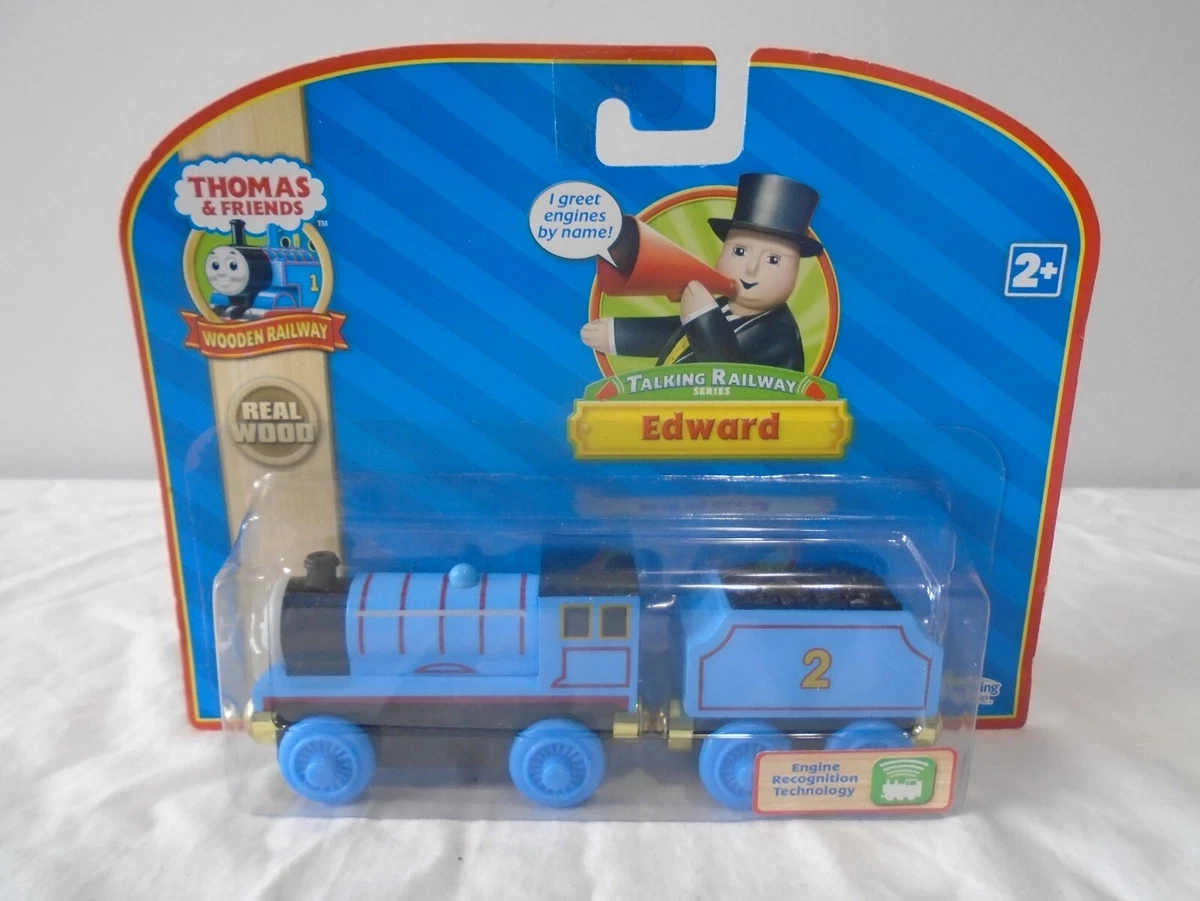 THOMAS
& FRIENDS
™
1
WOODEN RAILWAY
REAL
WOOD
I greet
engines
by name!
2+
TALKING RAILWAY
SERIES
Edward
2
Engine
Recognition
Technology